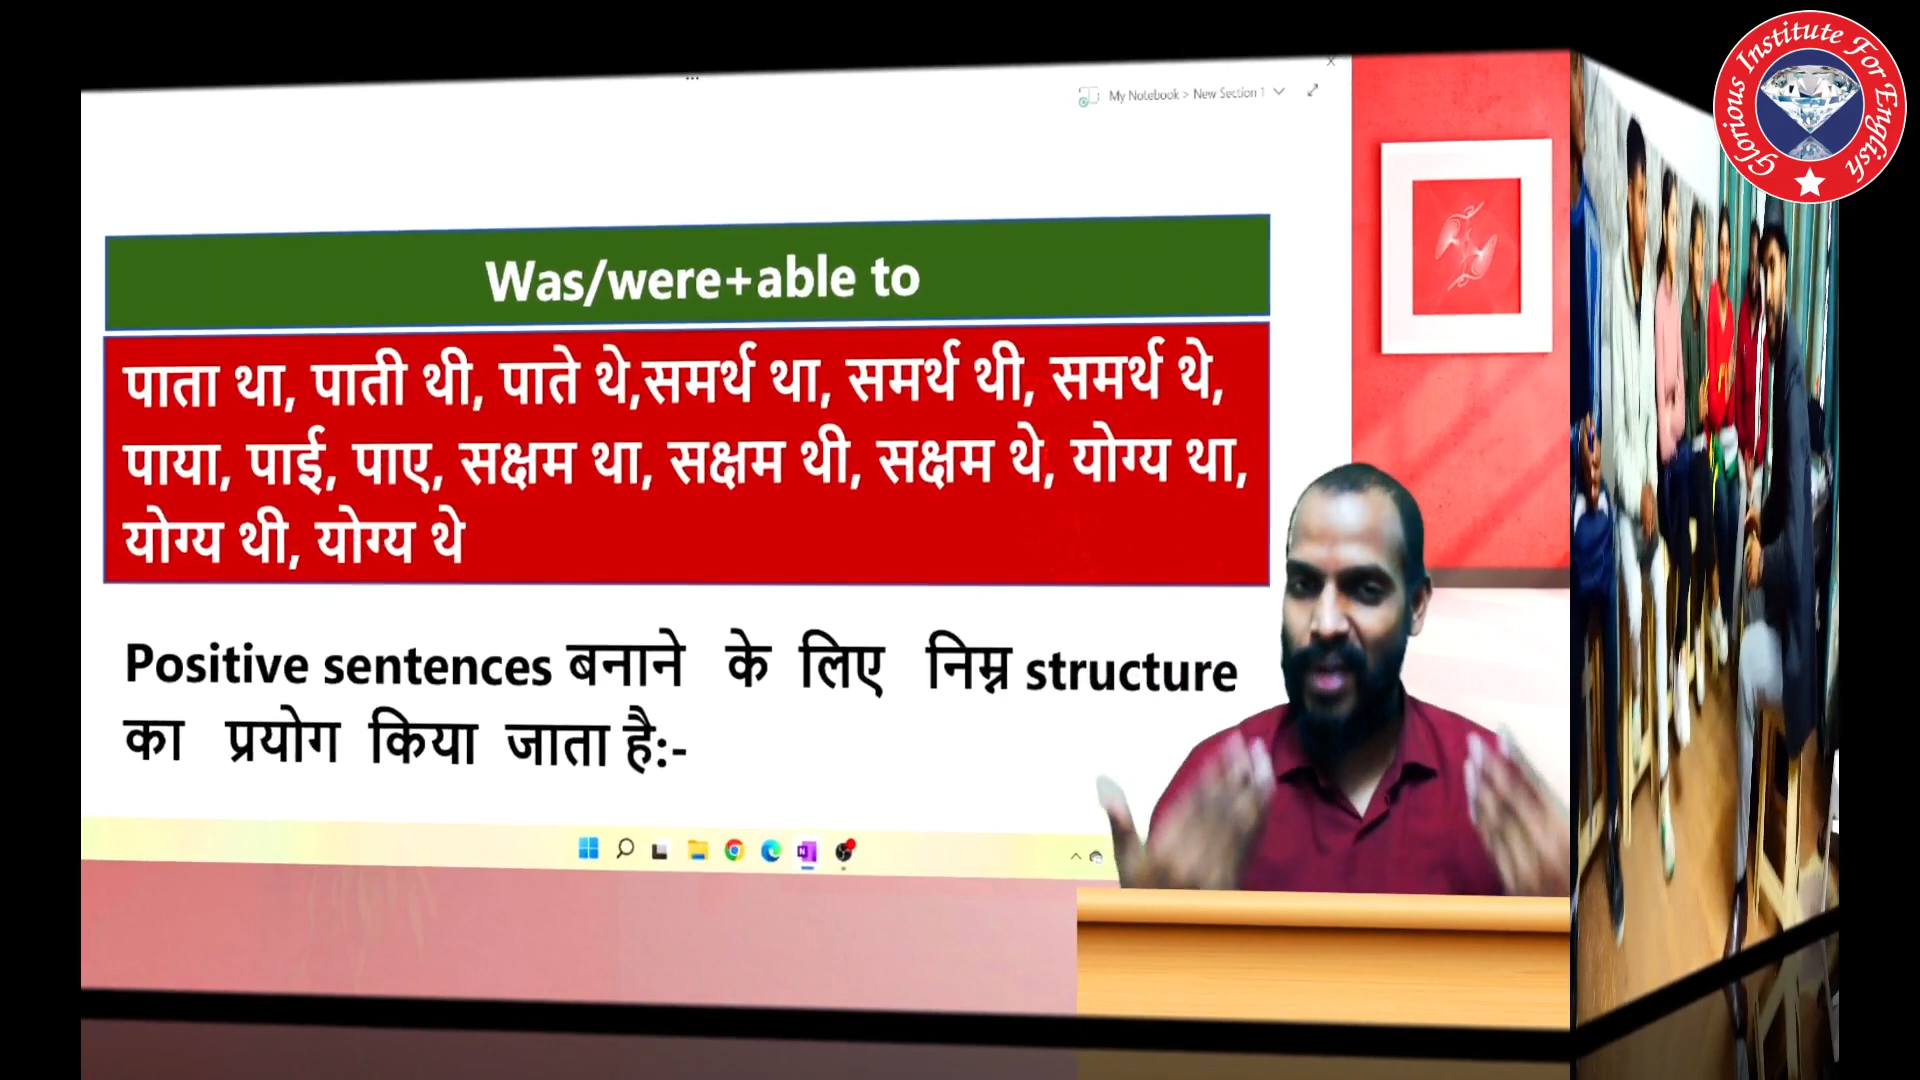 Glorious Institute For English
My Notebook > New Section 1
Was/were+able to
पाता था, पाती थी, पाते थे,समर्थ था, समर्थ थी, समर्थ थे,
पाया, पाई, पाए, सक्षम था, सक्षम थी, सक्षम थे, योग्य था,
योग्य थी, योग्य थे
Positive sentences बनाने के लिए निम्न structure
का प्रयोग किया जाता है:-